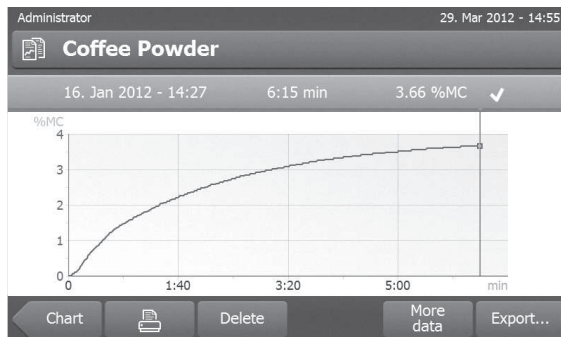 Administrator 29. Mar 2012 - 14:55
Coffee Powder
16. Jan 2012 - 14:27 6:15 min 3.66 %MC
%MC
4
3
2
1
0
0 1:40 3:20 5:00 min
Chart Delete More data Export...